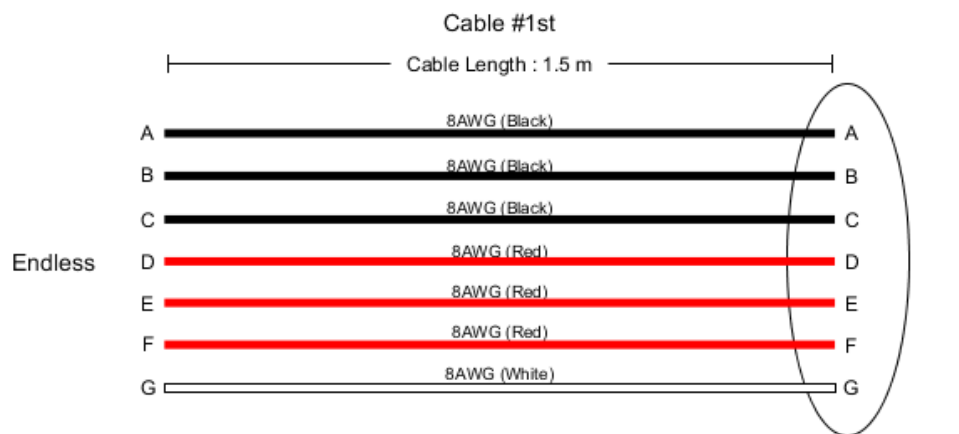 Cable #1st
Cable Length : 1.5 m
A 8AWG (Black) A
B 8AWG (Black) B
C 8AWG (Black) C
Endless D 8AWG (Red) D
E 8AWG (Red) E
F 8AWG (Red) F
G 8AWG (White) G